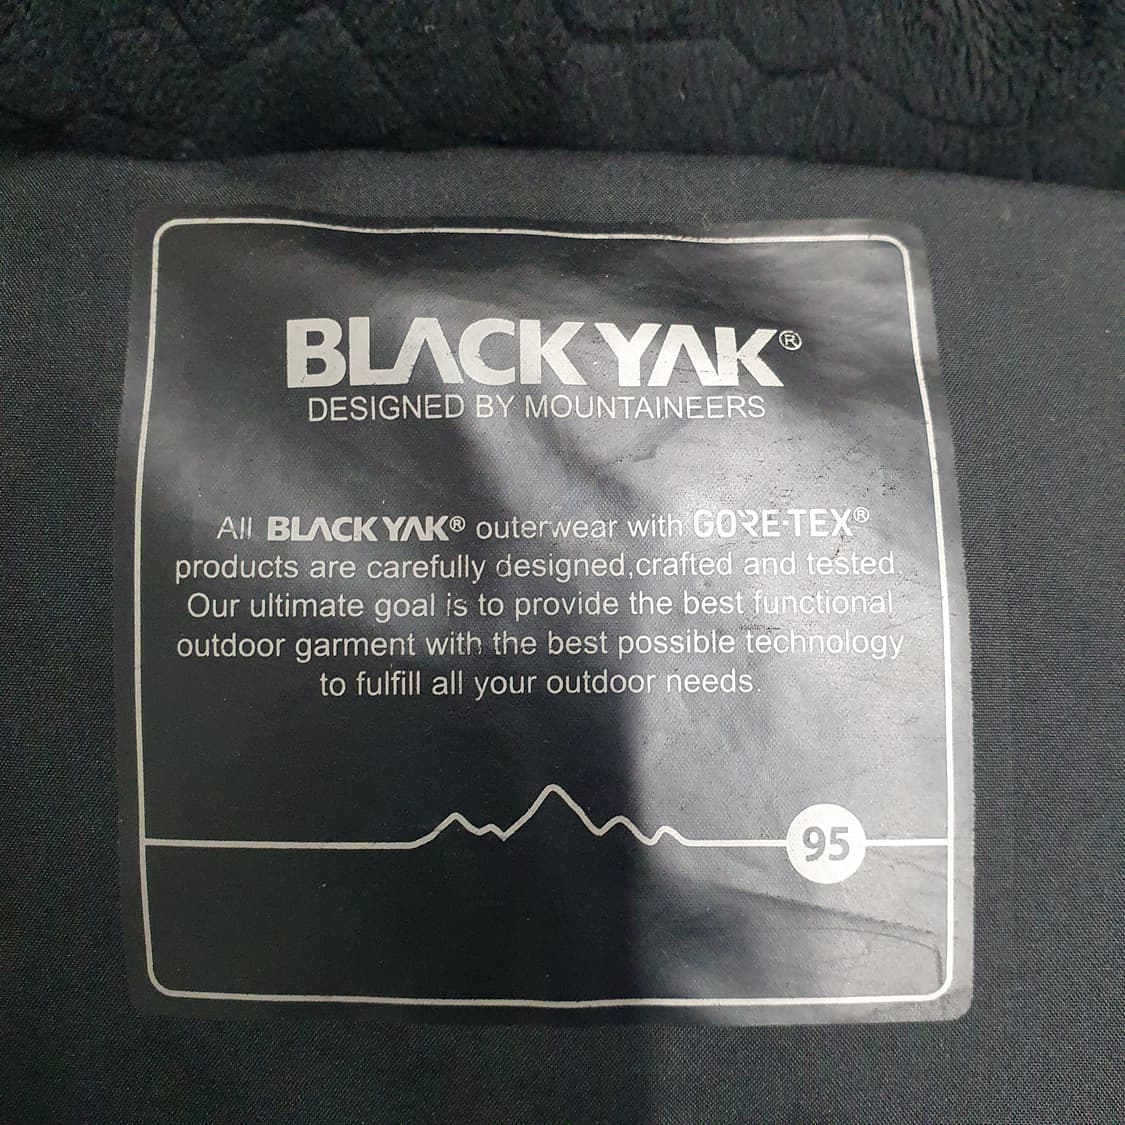 BLACKYAK®
DESIGNED BY MOUNTAINEERS
All BLACKYAK® outerwear with GORE-TEX®
products are carefully designed,crafted and tested.
Our ultimate goal is to provide the best functional
outdoor garment with the best possible technology
to fulfill all your outdoor needs.
95